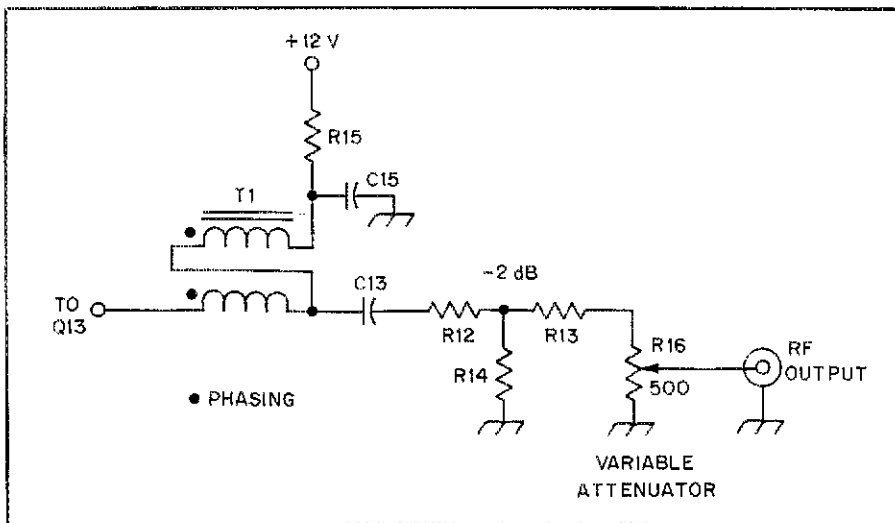 +12 V
R15
T1
C15
-2 dB
C13
TO
Q13
R12
R13
R14
R16
500
RF
OUTPUT
● PHASING
VARIABLE
ATTENUATOR